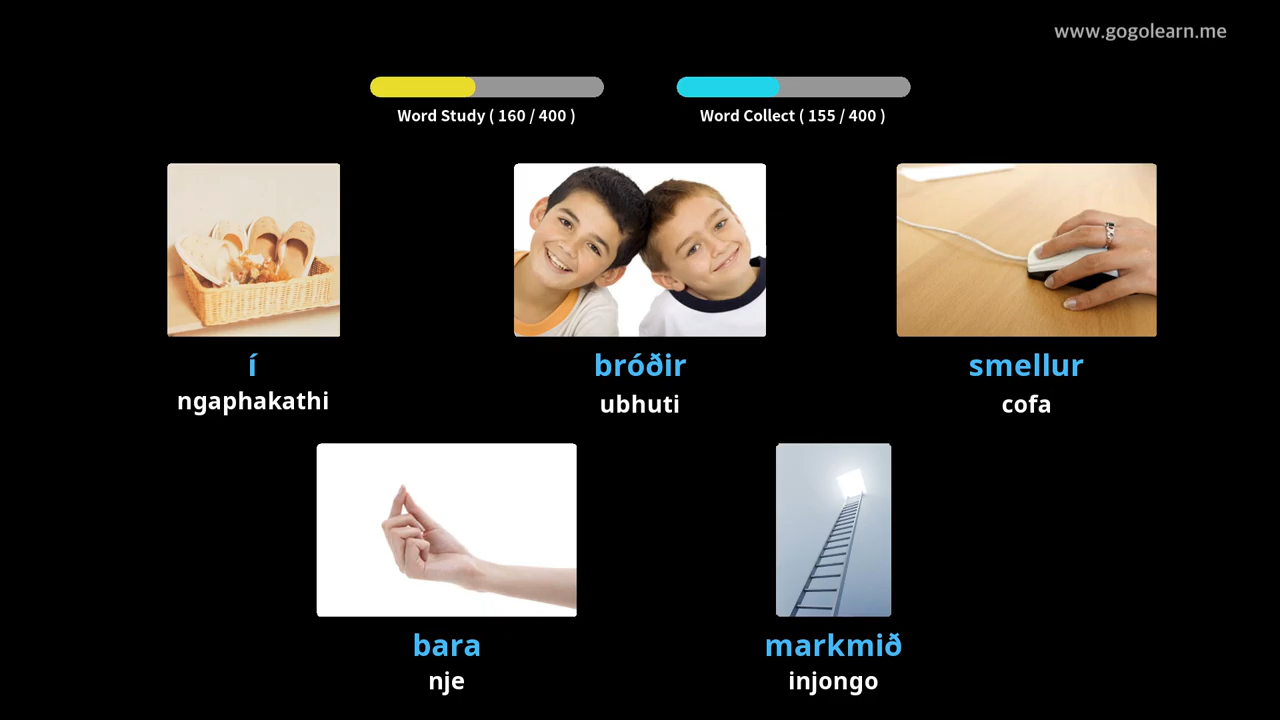 www.gogolearn.me
Word Study ( 160 / 400 )
Word Collect ( 155 / 400 )
í
ngaphakathi
bróðir
ubhuti
smellur
cofa
bara
nje
markmið
injongo